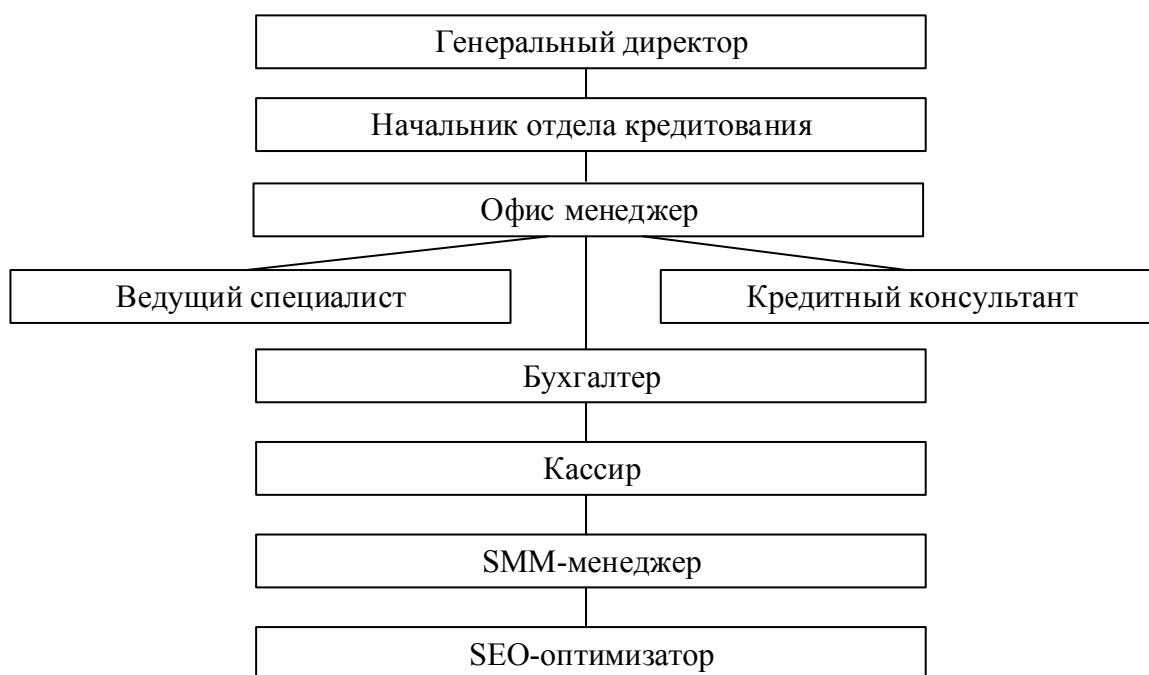 Генеральный директор
Начальник отдела кредитования
Офис менеджер
Ведущий специалист
Кредитный консультант
Бухгалтер
Кассир
SMM-менеджер
SEO-оптимизатор